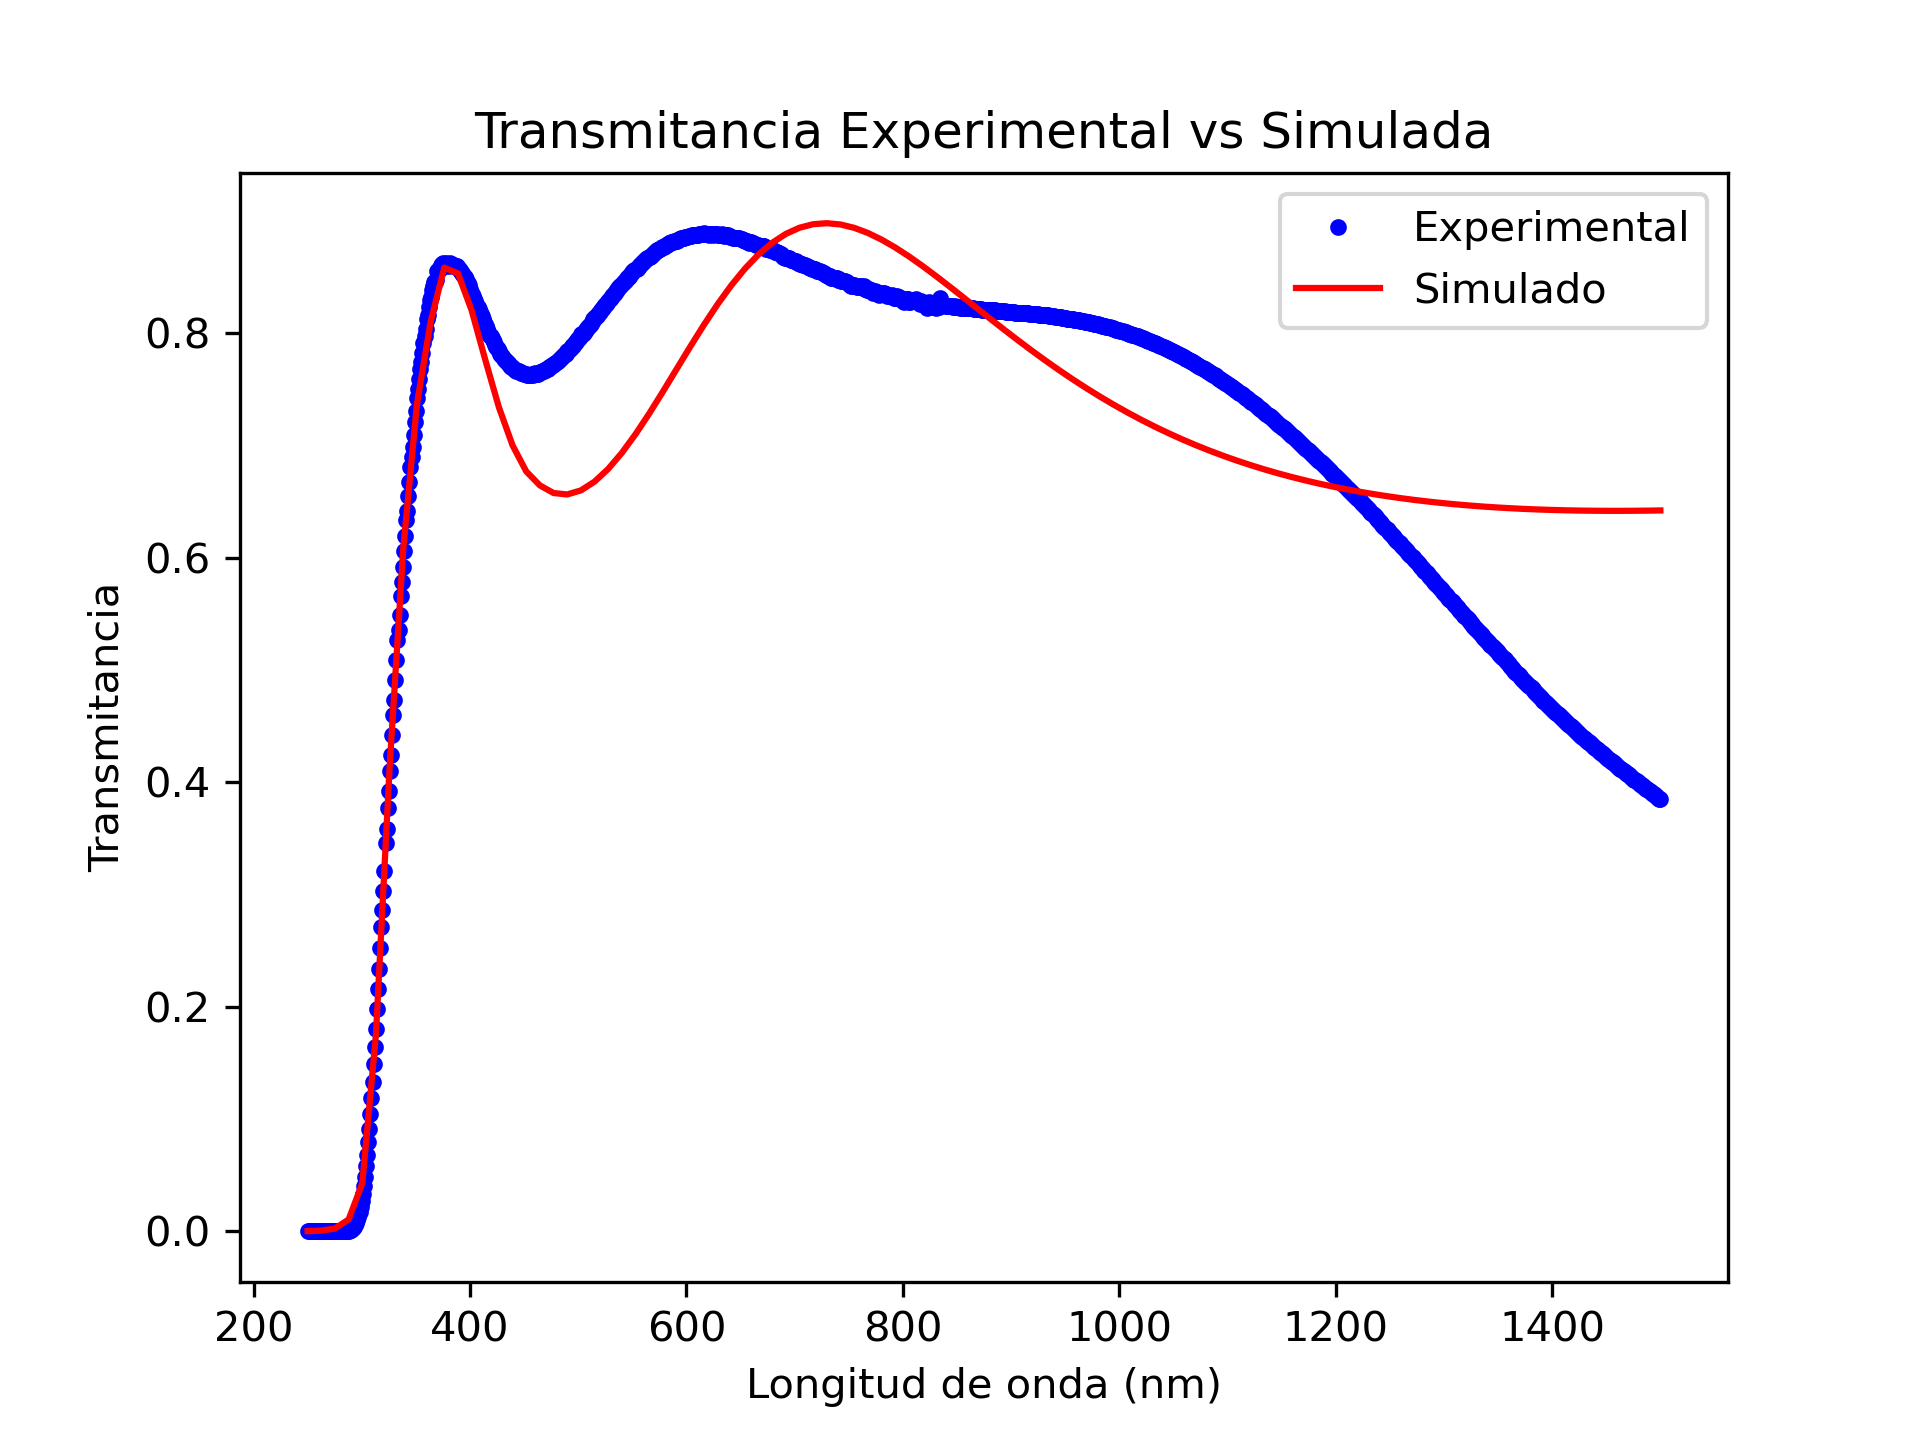 Transmitancia Experimental vs Simulada
Experimental
Simulado
Transmitancia
0.8
0.6
0.4
0.2
0.0
200 400 600 800 1000 1200 1400
Longitud de onda (nm)